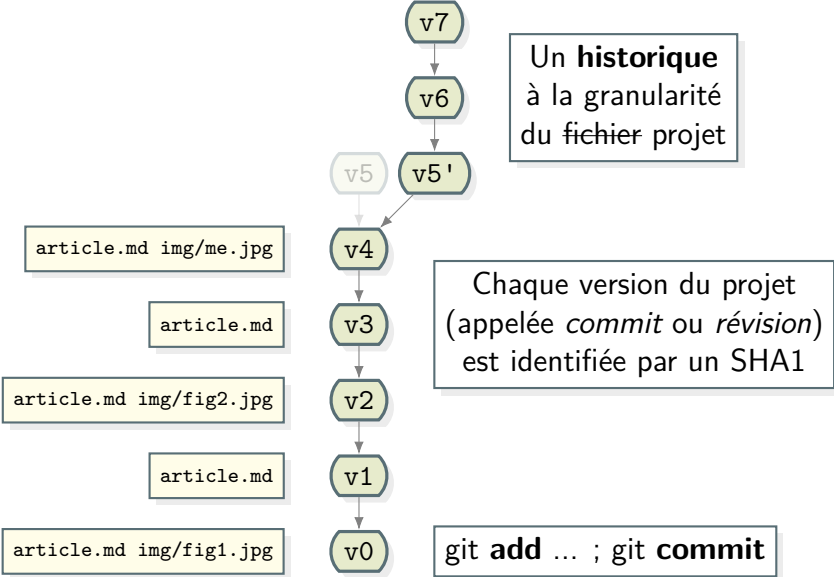 v7
Un historique
à la granularité
du fichier projet
v6
v5 v5'
article.md img/me.jpg
v4
Chaque version du projet
(appelée commit ou révision)
est identifiée par un SHA1
article.md
v3
article.md img/fig2.jpg
v2
article.md
v1
article.md img/fig1.jpg
v0
git add ... ; git commit